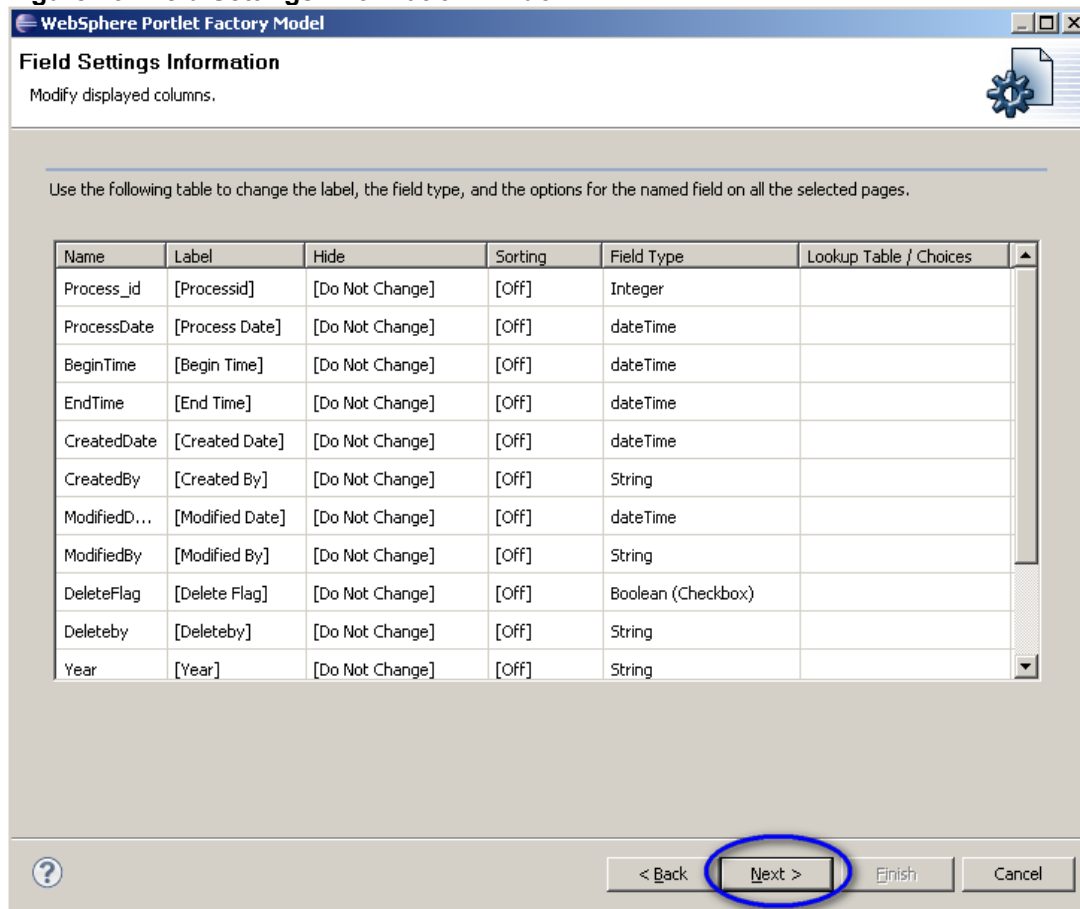 WebSphere Portlet Factory Model
Field Settings Information
Modify displayed columns.
Use the following table to change the label, the field type, and the options for the named field on all the selected pages.
Name Label Hide Sorting Field Type Lookup Table / Choices
Process_id [Processid] [Do Not Change] [Off] Integer
ProcessDate [Process Date] [Do Not Change] [Off] dateTime
BeginTime [Begin Time] [Do Not Change] [Off] dateTime
EndTime [End Time] [Do Not Change] [Off] dateTime
CreatedDate [Created Date] [Do Not Change] [Off] dateTime
CreatedBy [Created By] [Do Not Change] [Off] String
ModifiedD... [Modified Date] [Do Not Change] [Off] dateTime
ModifiedBy [Modified By] [Do Not Change] [Off] String
DeleteFlag [Delete Flag] [Do Not Change] [Off] Boolean (Checkbox)
Deleteby [Deleteby] [Do Not Change] [Off] String
Year [Year] [Do Not Change] [Off] String
? < Back Next > Finish Cancel